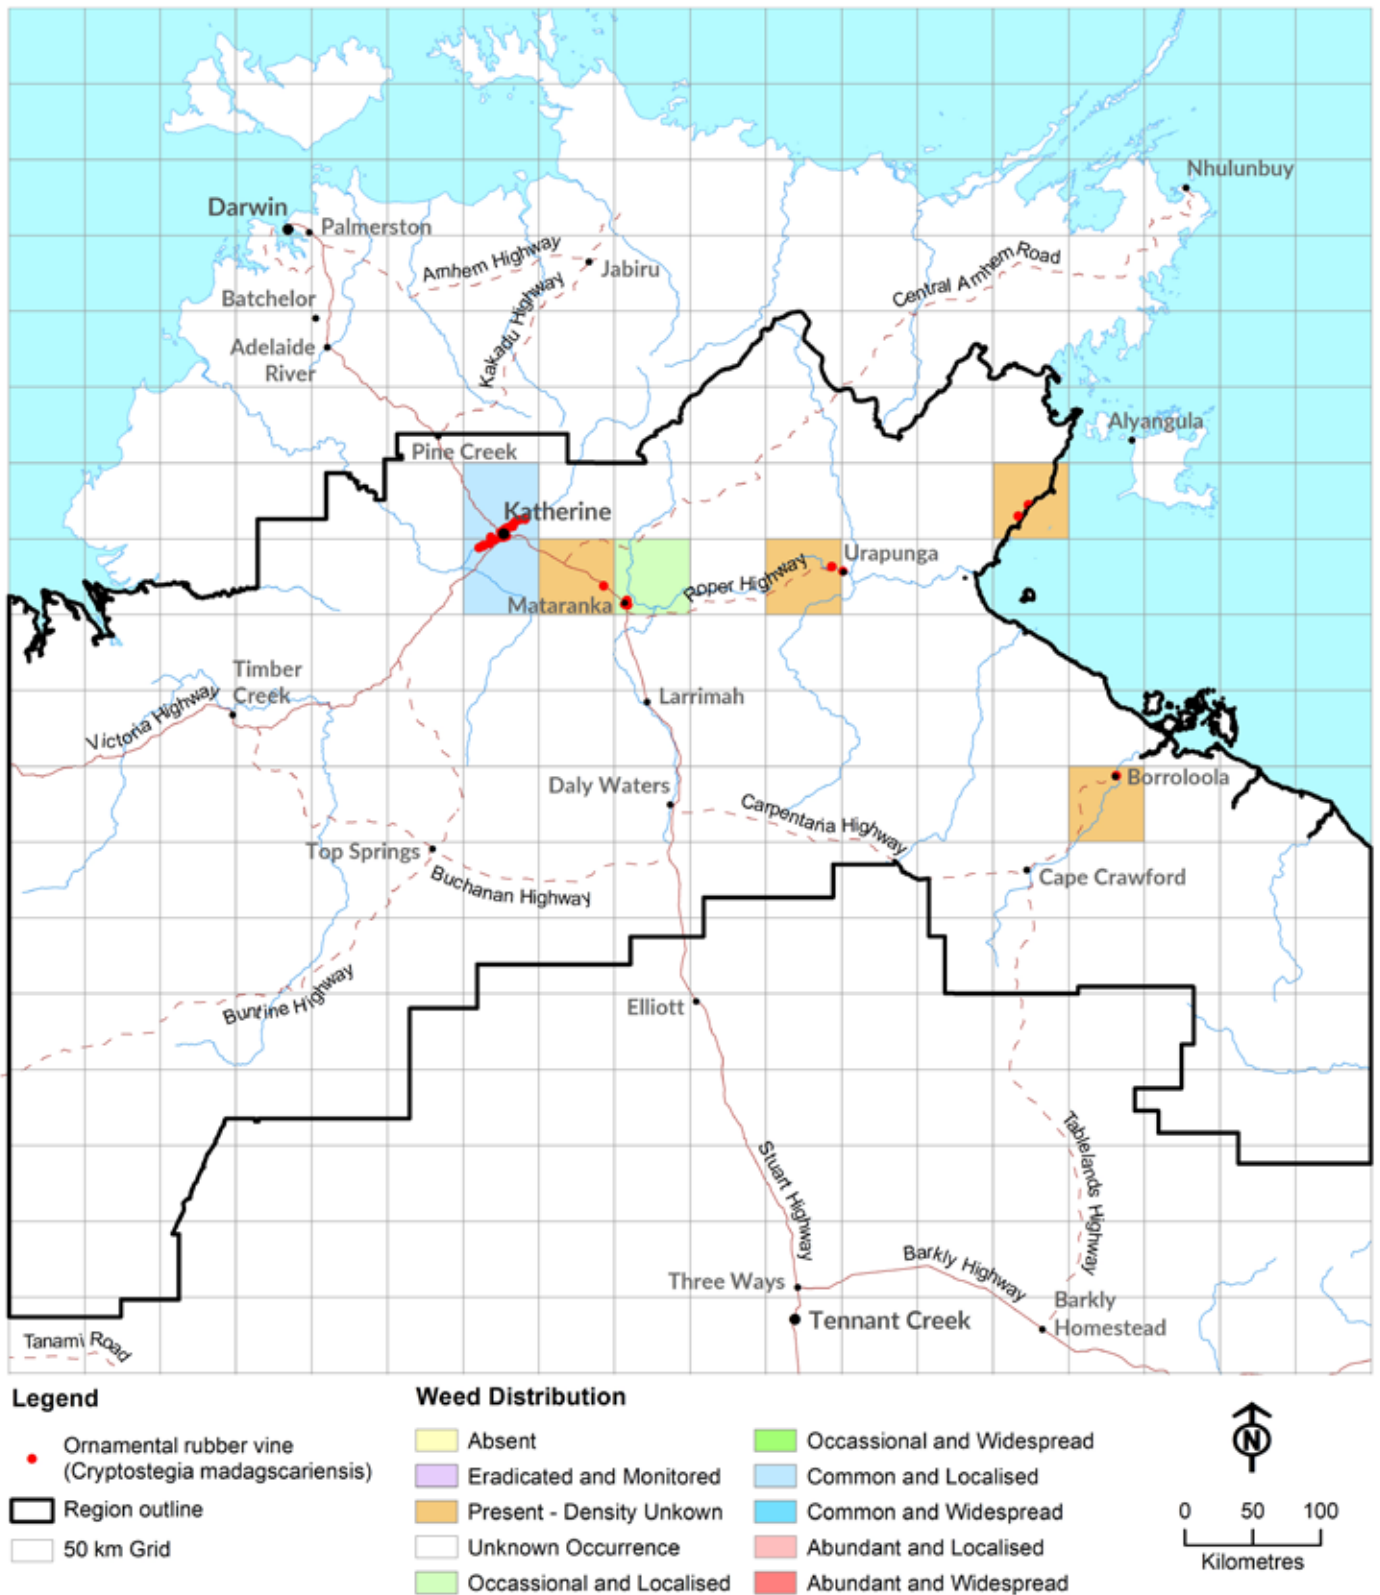 Nhulunbuy
Darwin
Palmerston
Arnhem Highway
Jabiru
Central Arnhem Road
Batchelor
Kakadu Highway
Adelaide
River
Alyangula
Pine Creek
Katherine
Urapunga
Roper Highway
Mataranka
Timber
Creek
Victoria Highway
Larrimah
Borroloola
Daly Waters
Carpentaria Highway
Top Springs
Buchanan Highway
Cape Crawford
Buntine Highway
Elliott
Tablelands Highway
Stuart Highway
Barkly Highway
Three Ways
Barkly
Homestead
Tennant Creek
Tanami Road
Legend
Ornamental rubber vine
(Cryptostegia madagscariensis)
Region outline
50 km Grid
Weed Distribution
Absent
Eradicated and Monitored
Present - Density Unkown
Unknown Occurrence
Occassional and Localised
Occassional and Widespread
Common and Localised
Common and Widespread
Abundant and Localised
Abundant and Widespread
N
0 50 100
Kilometres